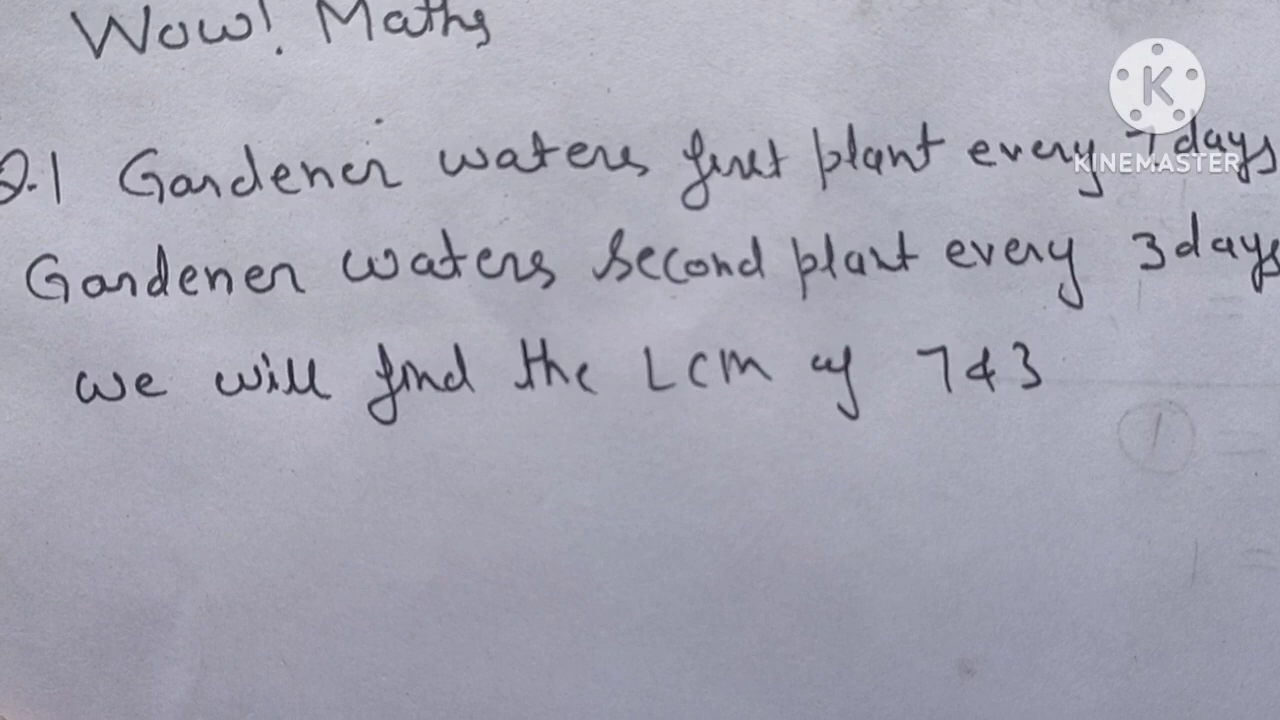 Wow! Maths
Q.1 Gardener waters first plant every 7 days
KINEMASTER
Gardener waters second plant every 3 days
we will find the LCM of 7 & 3
1